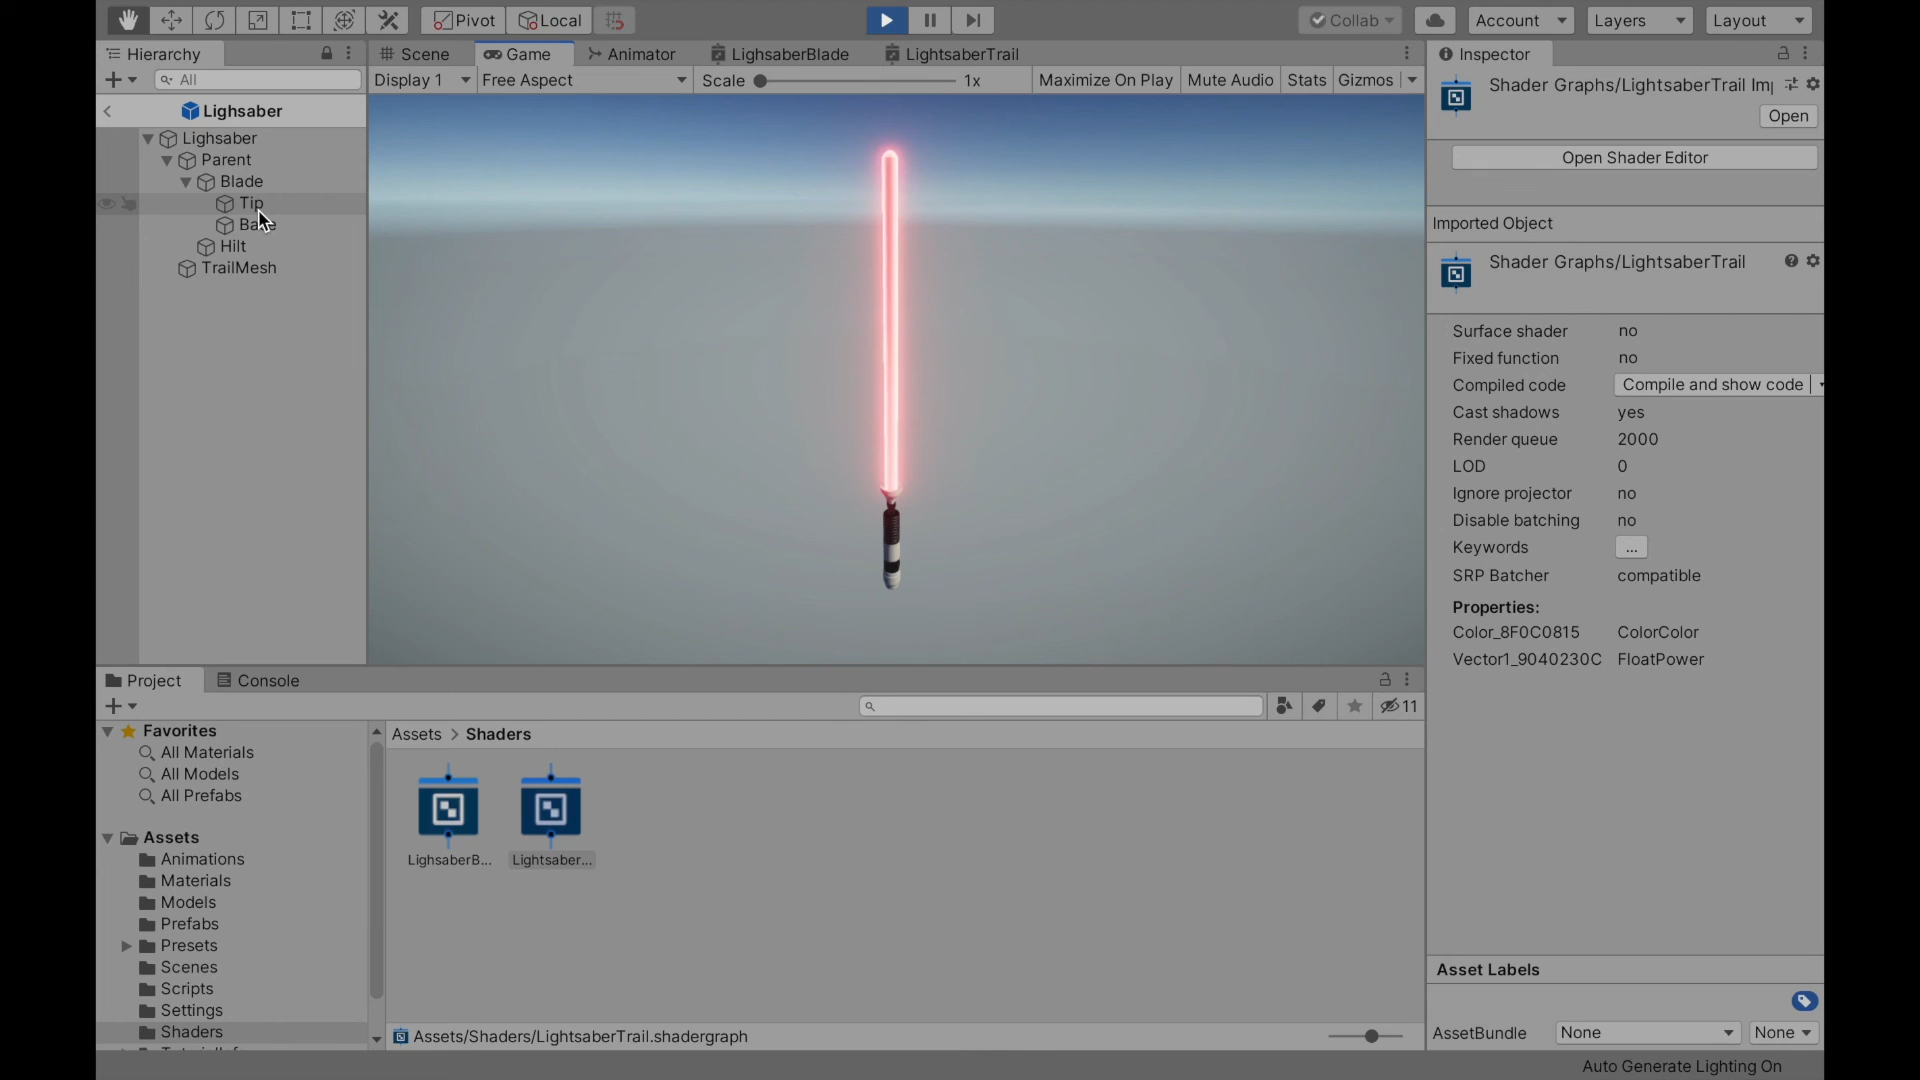 Pivot Local Collab Account Layers Layout
Hierarchy
All
Lighsaber
Lighsaber
Parent
Blade
Tip
Hilt
TrailMesh
Scene Game Animator LighsaberBlade LightsaberTrail
Display 1 Free Aspect Scale 1x Maximize On Play Mute Audio Stats Gizmos
Inspector
Shader Graphs/LightsaberTrail Imp
Open
Open Shader Editor
Imported Object
Shader Graphs/LightsaberTrail
Surface shader no
Fixed function no
Compiled code Compile and show code
Cast shadows yes
Render queue 2000
LOD 0
Ignore projector no
Disable batching no
Keywords ...
SRP Batcher compatible
Properties:
Color_8F0C0815 ColorColor
Vector1_9040230C FloatPower
Asset Labels
AssetBundle None None
Project Console
11
Favorites
All Materials
All Models
All Prefabs
Assets
Animations
Materials
Models
Prefabs
Presets
Scenes
Scripts
Settings
Shaders
Assets > Shaders
LighsaberB... Lightsaber...
Assets/Shaders/LightsaberTrail.shadergraph
Auto Generate Lighting On